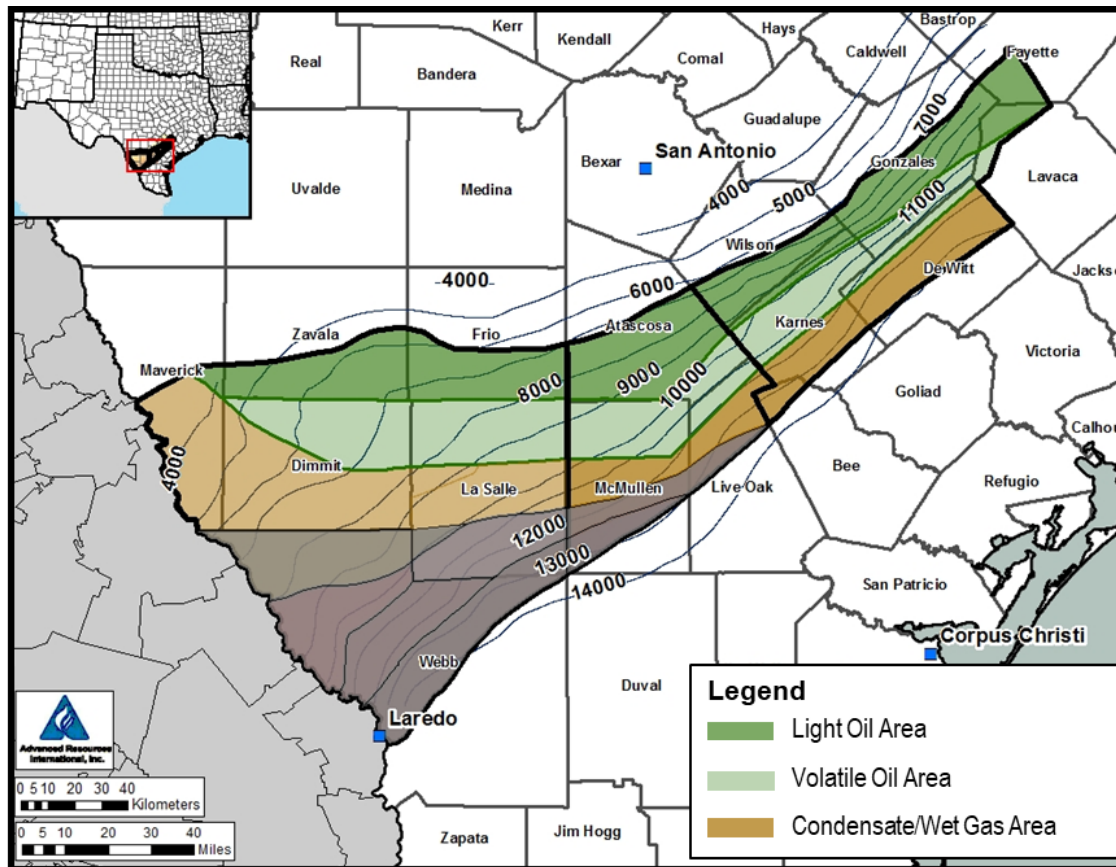 Kerr
Kendall
Hays
Bastrop
Caldwell
Fayette
Real
Bandera
Comal
Guadalupe
7000
Bexar
San Antonio
Gonzales
Lavaca
Uvalde
Medina
4000
5000
11000
Wilson
De Witt
4000
6000
Jacks
Zavala
Frio
Atascosa
Karnes
Maverick
8000
9000
10000
Victoria
Goliad
Calho
4000
Dimmit
La Salle
McMullen
Live Oak
Bee
Refugio
12000
13000
14000
San Patricio
Corpus Christi
Webb
Duval
Laredo
Legend
Light Oil Area
Volatile Oil Area
Condensate/Wet Gas Area
Advanced Resources
International, Inc.
0 5 10 20 30 40
Kilometers
0 5 10 20 30 40
Miles
Zapata
Jim Hogg